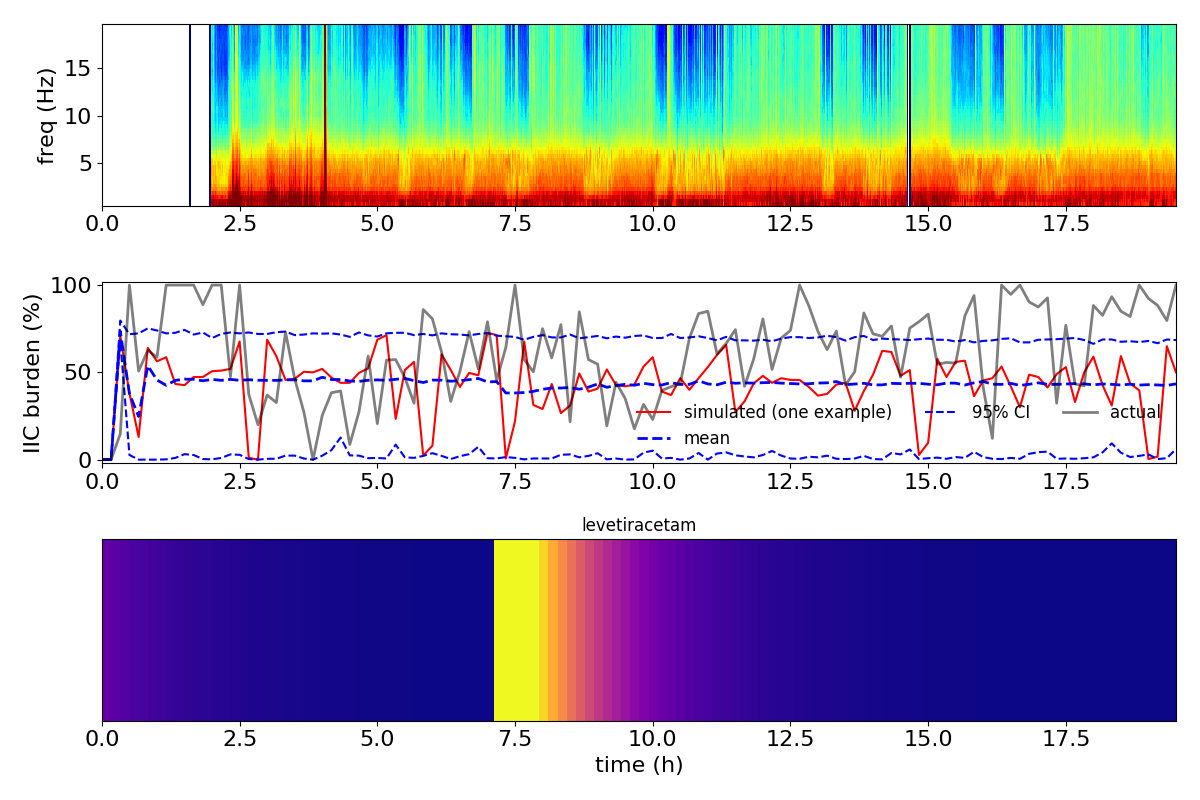 freq (Hz)
15
10
5
0.0 2.5 5.0 7.5 10.0 12.5 15.0 17.5
IIC burden (%)
100
50
0
simulated (one example) 95% CI actual
mean
0.0 2.5 5.0 7.5 10.0 12.5 15.0 17.5
levetiracetam
0.0 2.5 5.0 7.5 10.0 12.5 15.0 17.5
time (h)